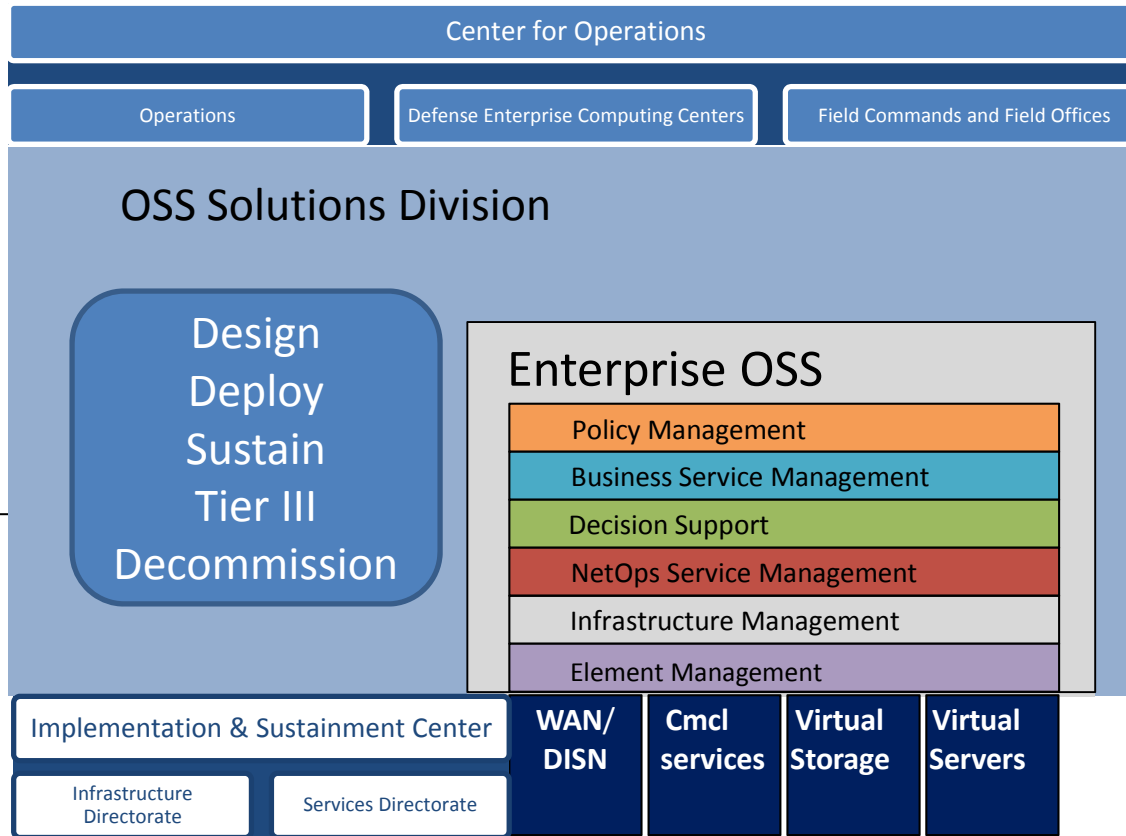 Center for Operations
Operations
Defense Enterprise Computing Centers
Field Commands and Field Offices
OSS Solutions Division
Design
Deploy
Sustain
Tier III
Decommission
Enterprise OSS
Policy Management
Business Service Management
Decision Support
NetOps Service Management
Infrastructure Management
Element Management
Implementation & Sustainment Center
Infrastructure
Directorate
Services Directorate
WAN/
DISN
Cmcl
services
Virtual
Storage
Virtual
Servers